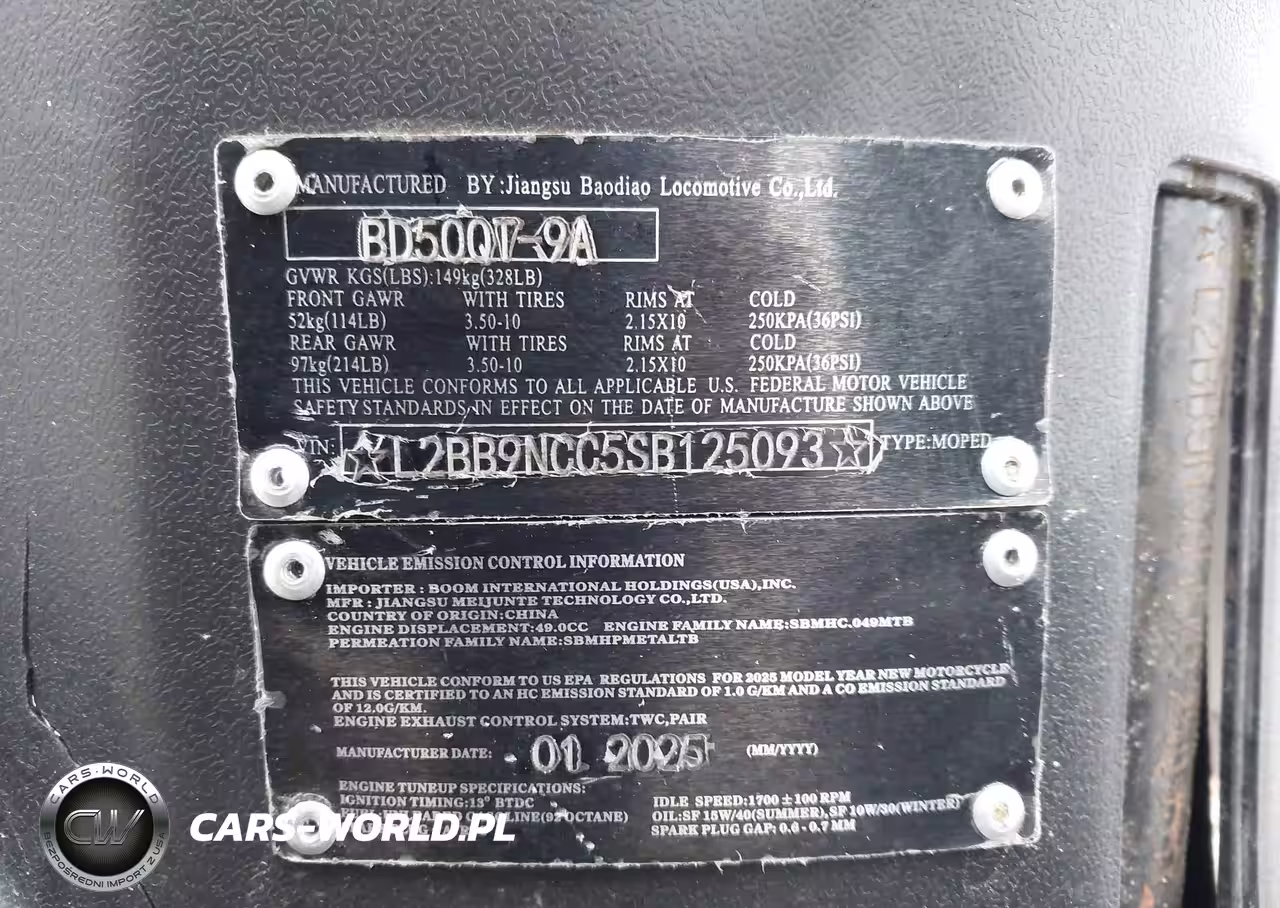 MANUFACTURED BY:Jiangsu Baodiao Locomotive Co.,Ltd.
BD50QT-9A
GVWR KGS(LBS):149kg(328LB)
FRONT GAWR WITH TIRES RIMS AT COLD
52kg(114LB) 3.50-10 2.15X10 250KPA(36PSI)
REAR GAWR WITH TIRES RIMS AT COLD
97kg(214LB) 3.50-10 2.15X10 250KPA(36PSI)
THIS VEHICLE CONFORMS TO ALL APPLICABLE U.S. FEDERAL MOTOR VEHICLE
SAFETY STANDARDS IN EFFECT ON THE DATE OF MANUFACTURE SHOWN ABOVE
VIN: ☆L2BB9NCC5SB125093☆ TYPE:MOPED
VEHICLE EMISSION CONTROL INFORMATION
IMPORTER : BOOM INTERNATIONAL HOLDINGS(USA),INC.
MFR : JIANGSU MEIJUNTE TECHNOLOGY CO.,LTD.
COUNTRY OF ORIGIN:CHINA
ENGINE DISPLACEMENT:49.0CC ENGINE FAMILY NAME:SBMHC.049MTB
PERMEATION FAMILY NAME:SBMHPMETALTB
THIS VEHICLE CONFORM TO US EPA REGULATIONS FOR 2025 MODEL YEAR NEW MOTORCYCLE
AND IS CERTIFIED TO AN HC EMISSION STANDARD OF 1.0 G/KM AND A CO EMISSION STANDARD
OF 12.0G/KM.
ENGINE EXHAUST CONTROL SYSTEM:TWC,PAIR
MANUFACTURER DATE: 01 2025 (MM/YYYY)
ENGINE TUNEUP SPECIFICATIONS:
IGNITION TIMING:13° BTDC IDLE SPEED:1700±100 RPM
(92 OCTANE) OIL:SF 15W/40(SUMMER),SF 10W/30(WINTER)
SPARK PLUG GAP: 0.6 - 0.7 MM
CARS-WORLD
CW
BEZPOŚREDNI IMPORT Z USA
CARS-WORLD.PL